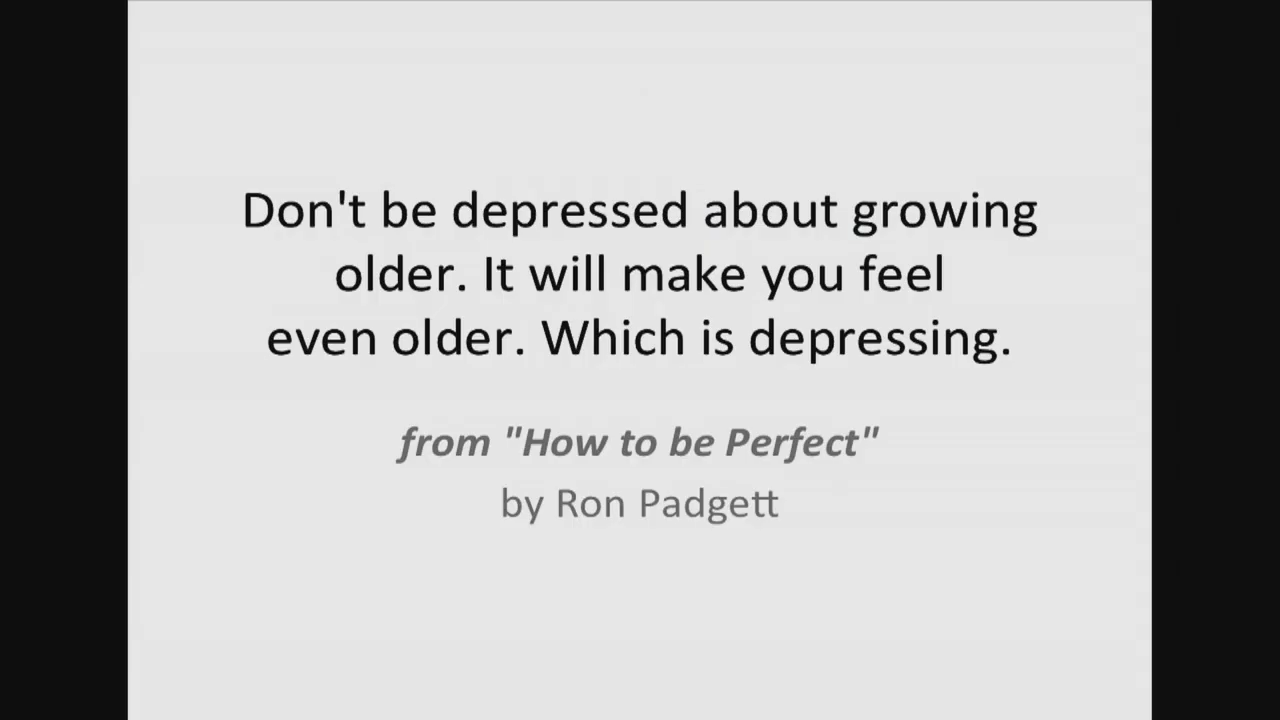 Don't be depressed about growing
older. It will make you feel
even older. Which is depressing.
from "How to be Perfect"
by Ron Padgett